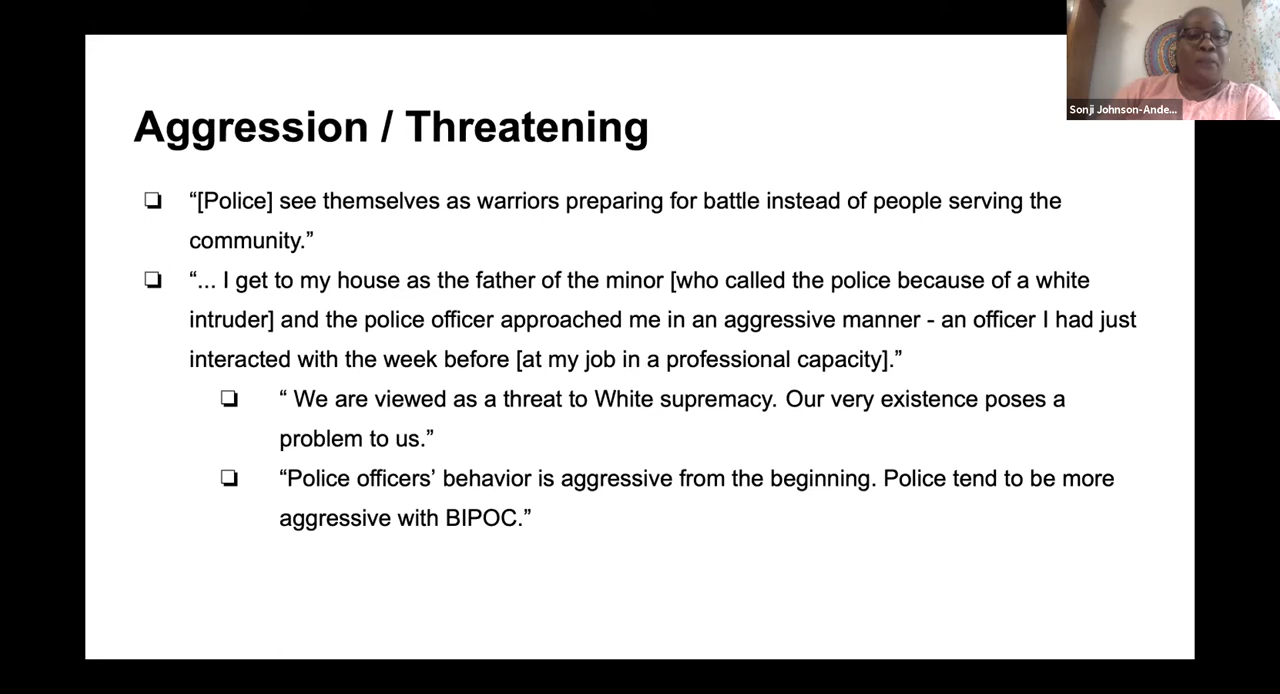 Sonji Johnson-Ande...
Aggression / Threatening
❏ “[Police] see themselves as warriors preparing for battle instead of people serving the
community.”
❏ “... I get to my house as the father of the minor [who called the police because of a white
intruder] and the police officer approached me in an aggressive manner - an officer I had just
interacted with the week before [at my job in a professional capacity].”
❏ “ We are viewed as a threat to White supremacy. Our very existence poses a
problem to us.”
❏ “Police officers’ behavior is aggressive from the beginning. Police tend to be more
aggressive with BIPOC.”